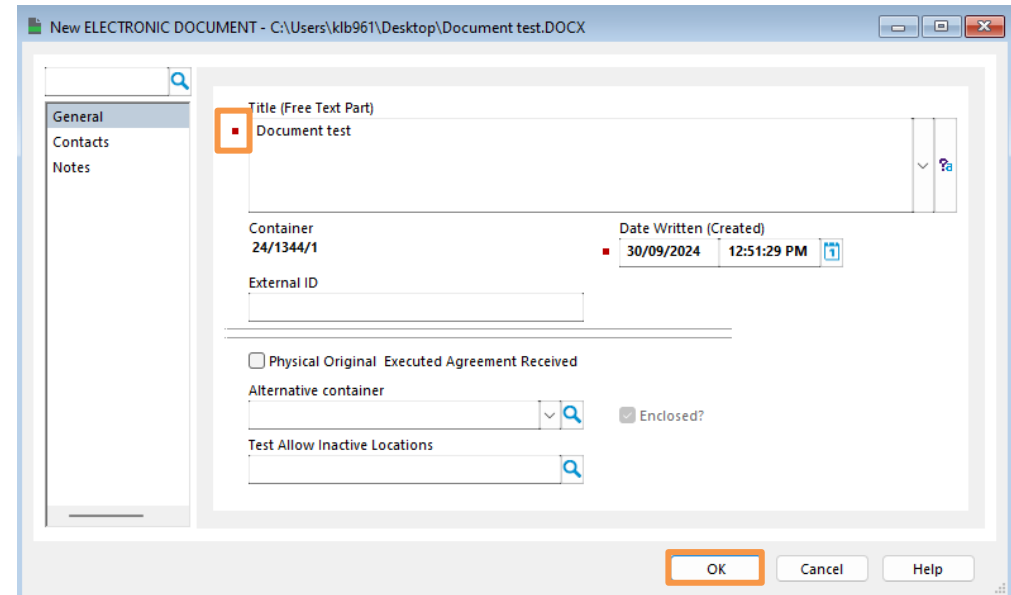 New ELECTRONIC DOCUMENT - C:\Users\klb961\Desktop\Document test.DOCX
General
Contacts
Notes
Title (Free Text Part)
Document test
?a
Container
24/1344/1
Date Written (Created)
30/09/2024 12:51:29 PM
1
External ID
Physical Original Executed Agreement Received
Alternative container
Enclosed?
Test Allow Inactive Locations
OK Cancel Help